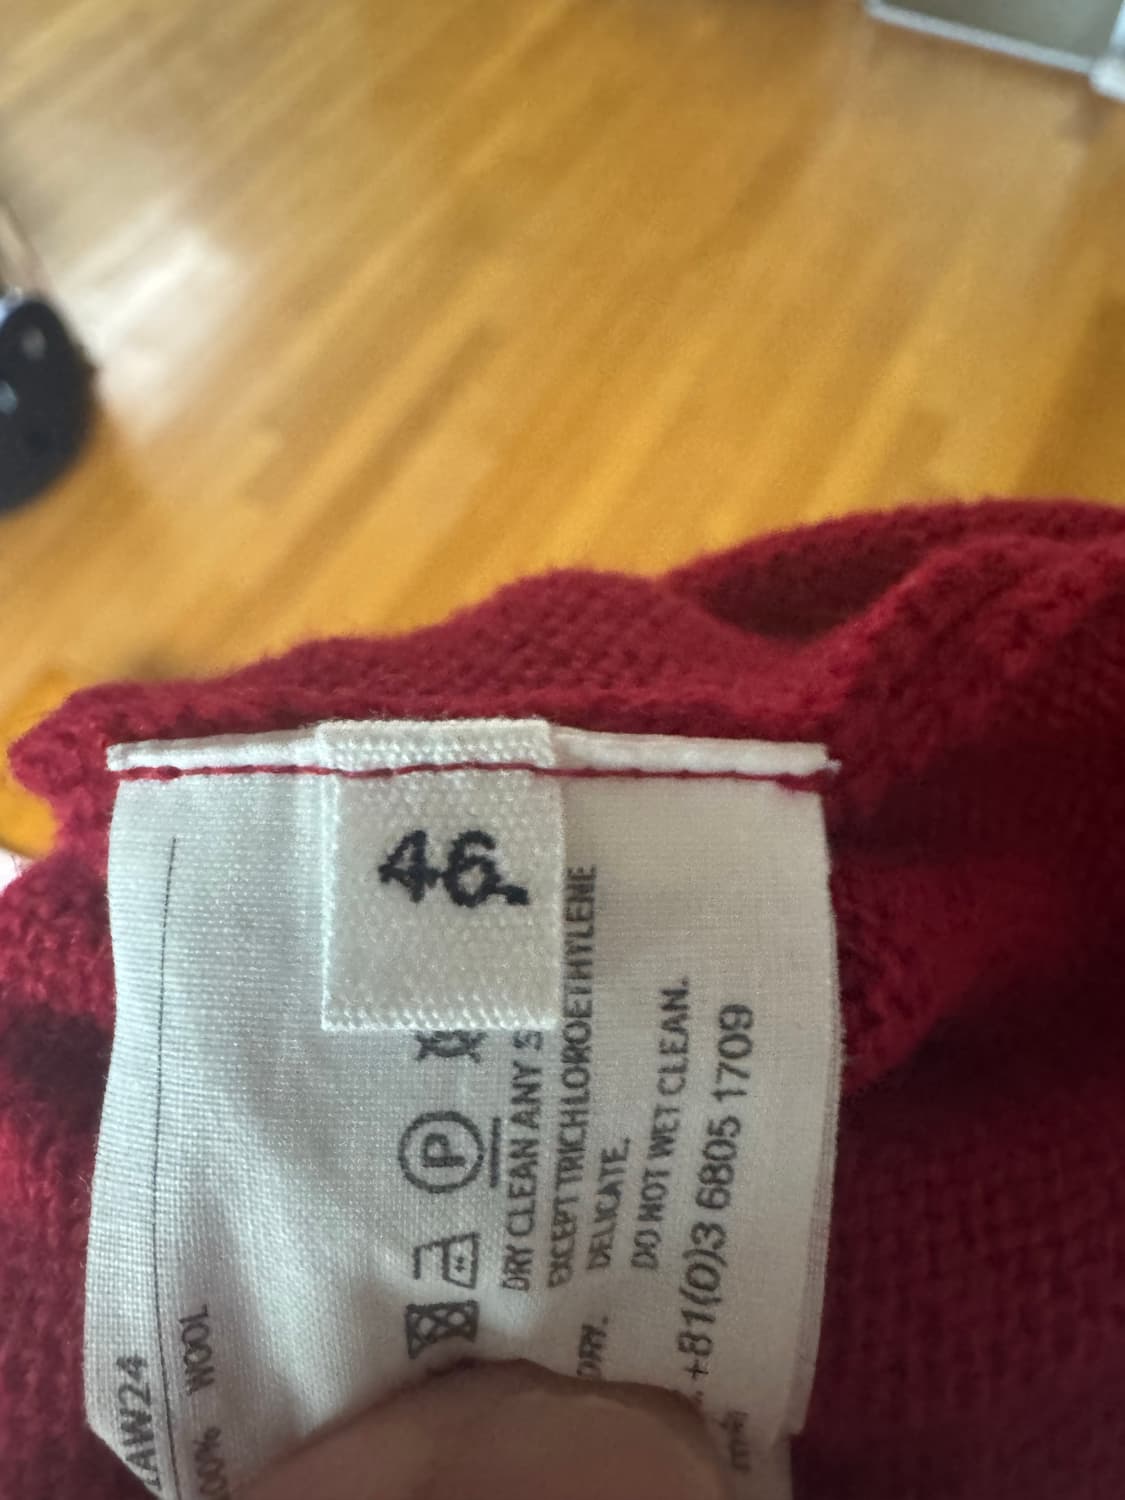 46
AW24
100% WOOL
P
DRY CLEAN ANY
EXCEPT TRICHLOROETHYLENE
DRY. DELICATE.
DO NOT WET CLEAN.
+81(0)3 6805 1709